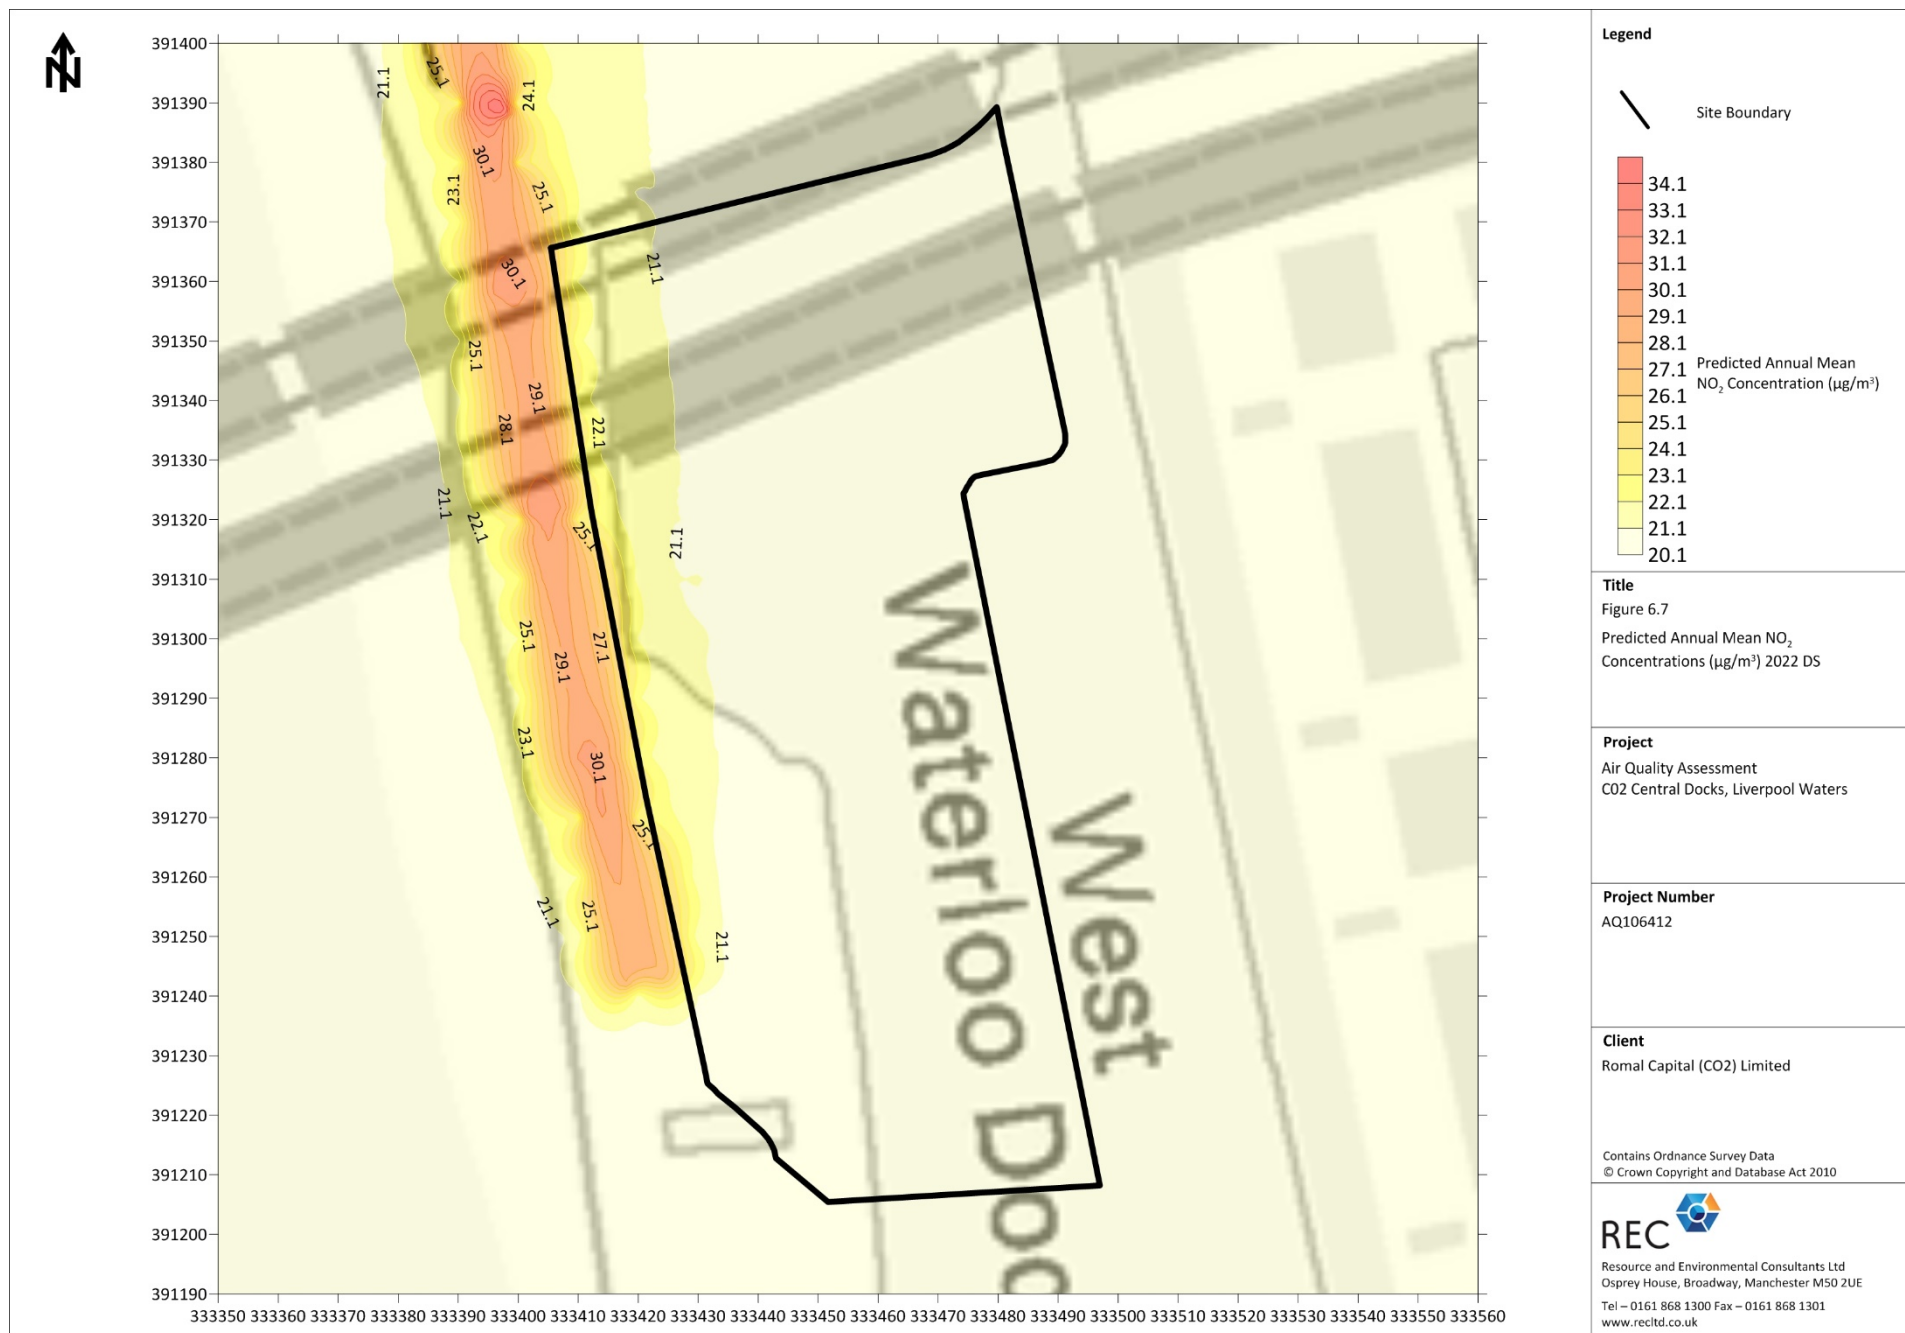 N
391400
391390
391380
391370
391360
391350
391340
391330
391320
391310
391300
391290
391280
391270
391260
391250
391240
391230
391220
391210
391200
391190
333350 333360 333370 333380 333390 333400 333410 333420 333430 333440 333450 333460 333470 333480 333490 333500 333510 333520 333530 333540 333550 333560
21.1
25.1
24.1
30.1
23.1
25.1
30.1
21.1
25.1
29.1
28.1
22.1
21.1
22.1
25.1
21.1
25.1
29.1
27.1
23.1
30.1
25.1
21.1
25.1
21.1
West
Waterloo Doc
Legend
Site Boundary
34.1
33.1
32.1
31.1
30.1
29.1
28.1
27.1
26.1
25.1
24.1
23.1
22.1
21.1
20.1
Predicted Annual Mean
NO₂ Concentration (µg/m³)
Title
Figure 6.7
Predicted Annual Mean NO₂
Concentrations (µg/m³) 2022 DS
Project
Air Quality Assessment
C02 Central Docks, Liverpool Waters
Project Number
AQ106412
Client
Romal Capital (CO2) Limited
Contains Ordnance Survey Data
© Crown Copyright and Database Act 2010
REC
Resource and Environmental Consultants Ltd
Osprey House, Broadway, Manchester M50 2UE
Tel – 0161 868 1300 Fax – 0161 868 1301
www.recltd.co.uk